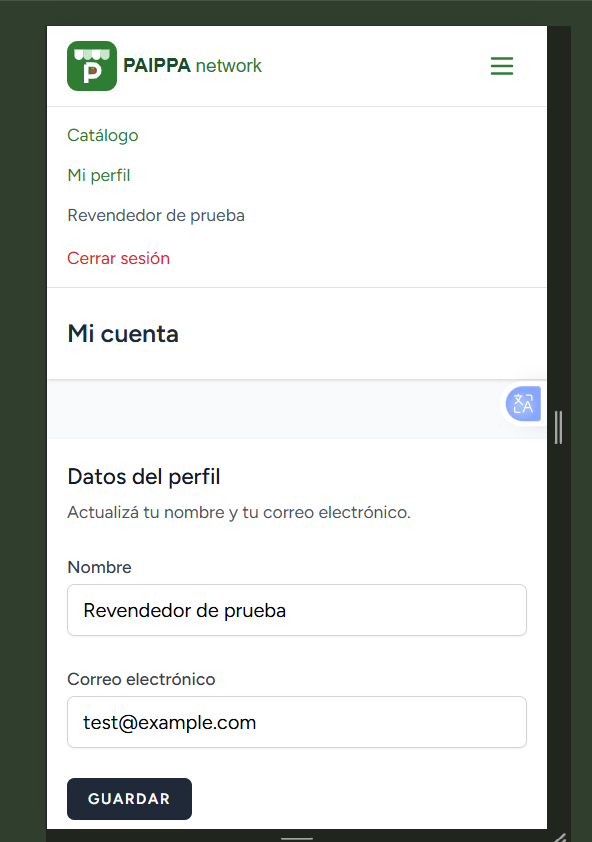 PAIPPA network
Catálogo
Mi perfil
Revendedor de prueba
Cerrar sesión
Mi cuenta
Datos del perfil
Actualizá tu nombre y tu correo electrónico.
Nombre
Revendedor de prueba
Correo electrónico
test@example.com
GUARDAR